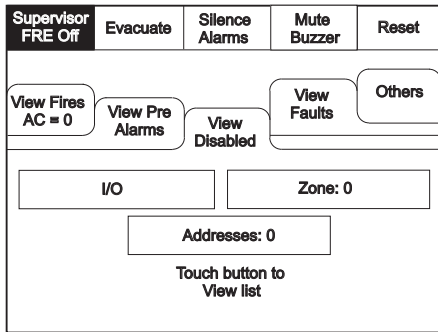 Supervisor
FRE Off
Evacuate
Silence
Alarms
Mute
Buzzer
Reset
View Fires
AC = 0
View Pre
Alarms
View
Disabled
View
Faults
Others
I/O
Zone: 0
Addresses: 0
Touch button to
View list